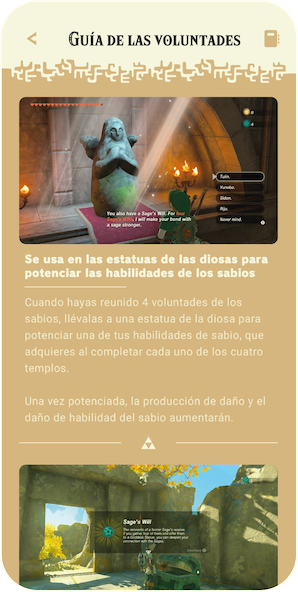 GUÍA DE LAS VOLUNTADES
You also have a Sage's Will. For four
Sage's Wills, I will make your bond with
a sage stronger.
Tulin.
Yunobo.
Sidon.
Riju.
Never mind.
Se usa en las estatuas de las diosas para
potenciar las habilidades de los sabios
Cuando hayas reunido 4 voluntades de los
sabios, llévalas a una estatua de la diosa para
potenciar una de tus habilidades de sabio, que
adquieres al completar cada uno de los cuatro
templos.
Una vez potenciada, la producción de daño y el
daño de habilidad del sabio aumentarán.
Sage's Will